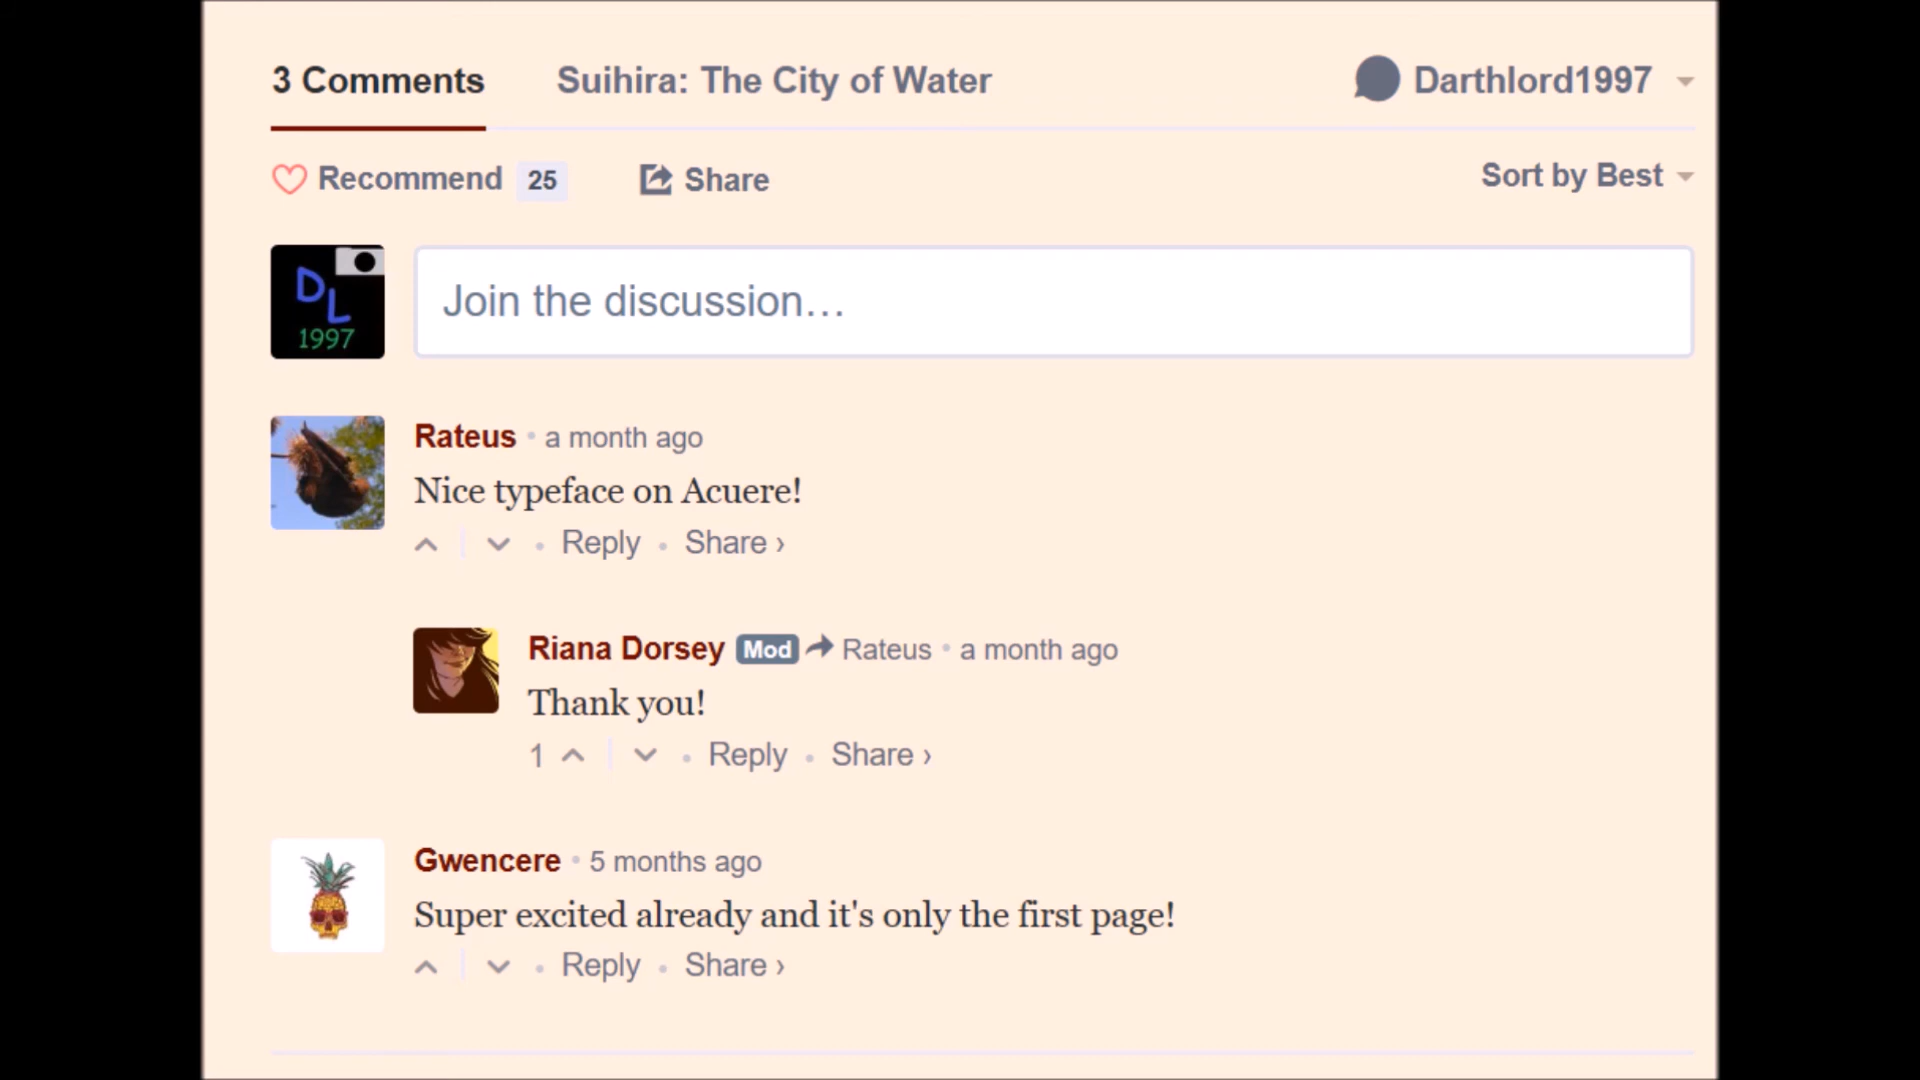 3 Comments Suihira: The City of Water Darthlord1997
Recommend 25 Share Sort by Best
DL
1997
Join the discussion…
Rateus • a month ago
Nice typeface on Acuere!
• Reply • Share ›
Riana Dorsey Mod Rateus • a month ago
Thank you!
1 • Reply • Share ›
Gwencere • 5 months ago
Super excited already and it's only the first page!
• Reply • Share ›